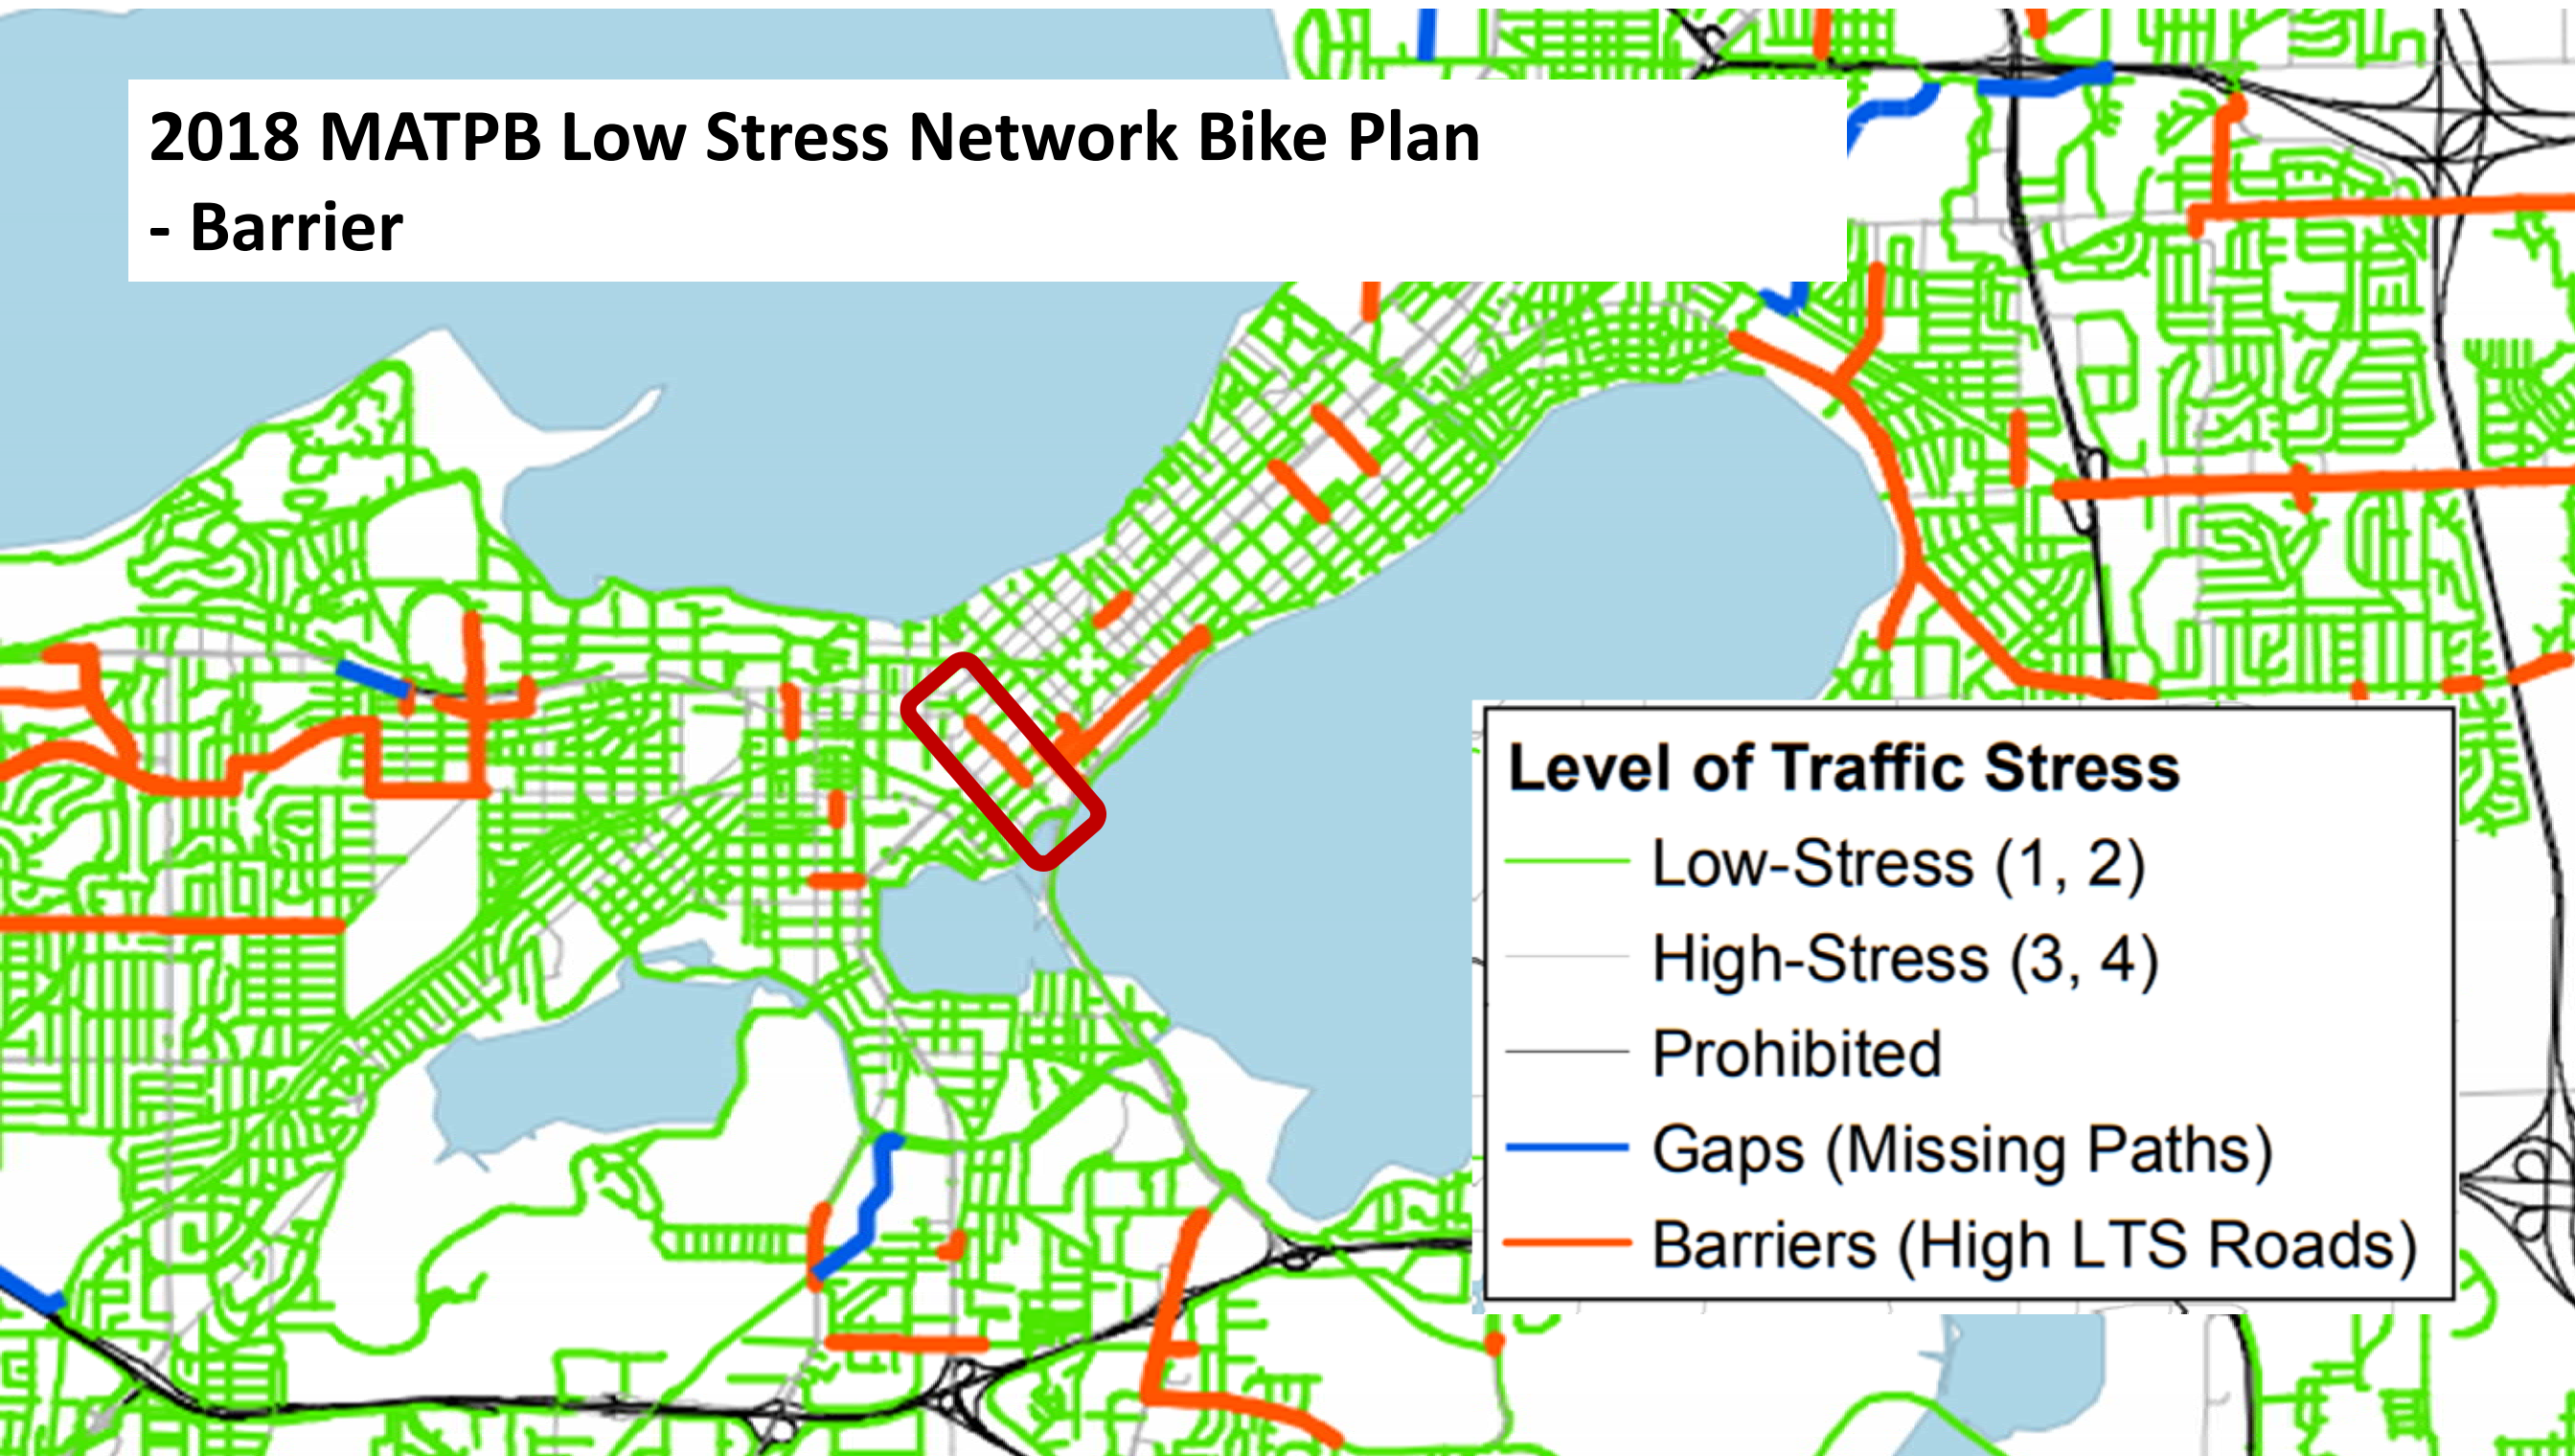 2018 MATPB Low Stress Network Bike Plan
- Barrier
Level of Traffic Stress
Low-Stress (1, 2)
High-Stress (3, 4)
Prohibited
Gaps (Missing Paths)
Barriers (High LTS Roads)